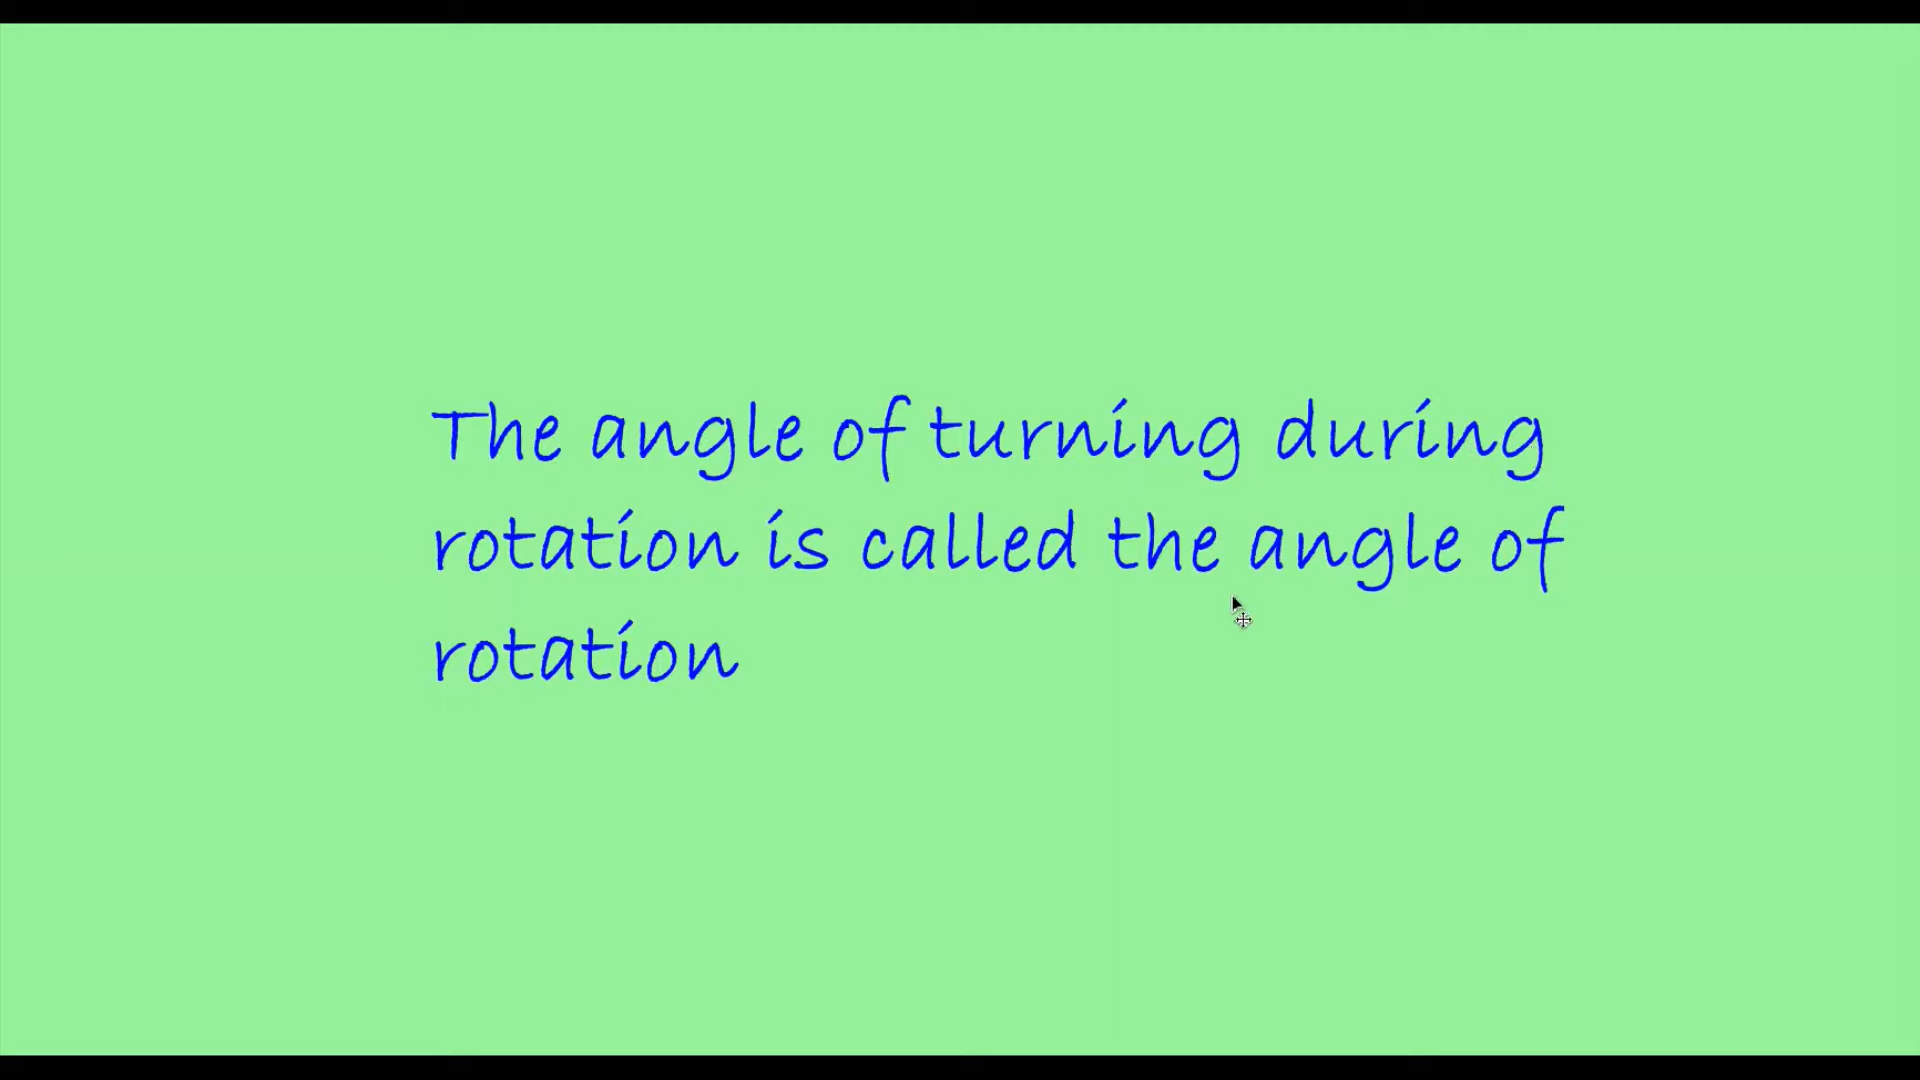 The angle of turning during
rotation is called the angle of
rotation